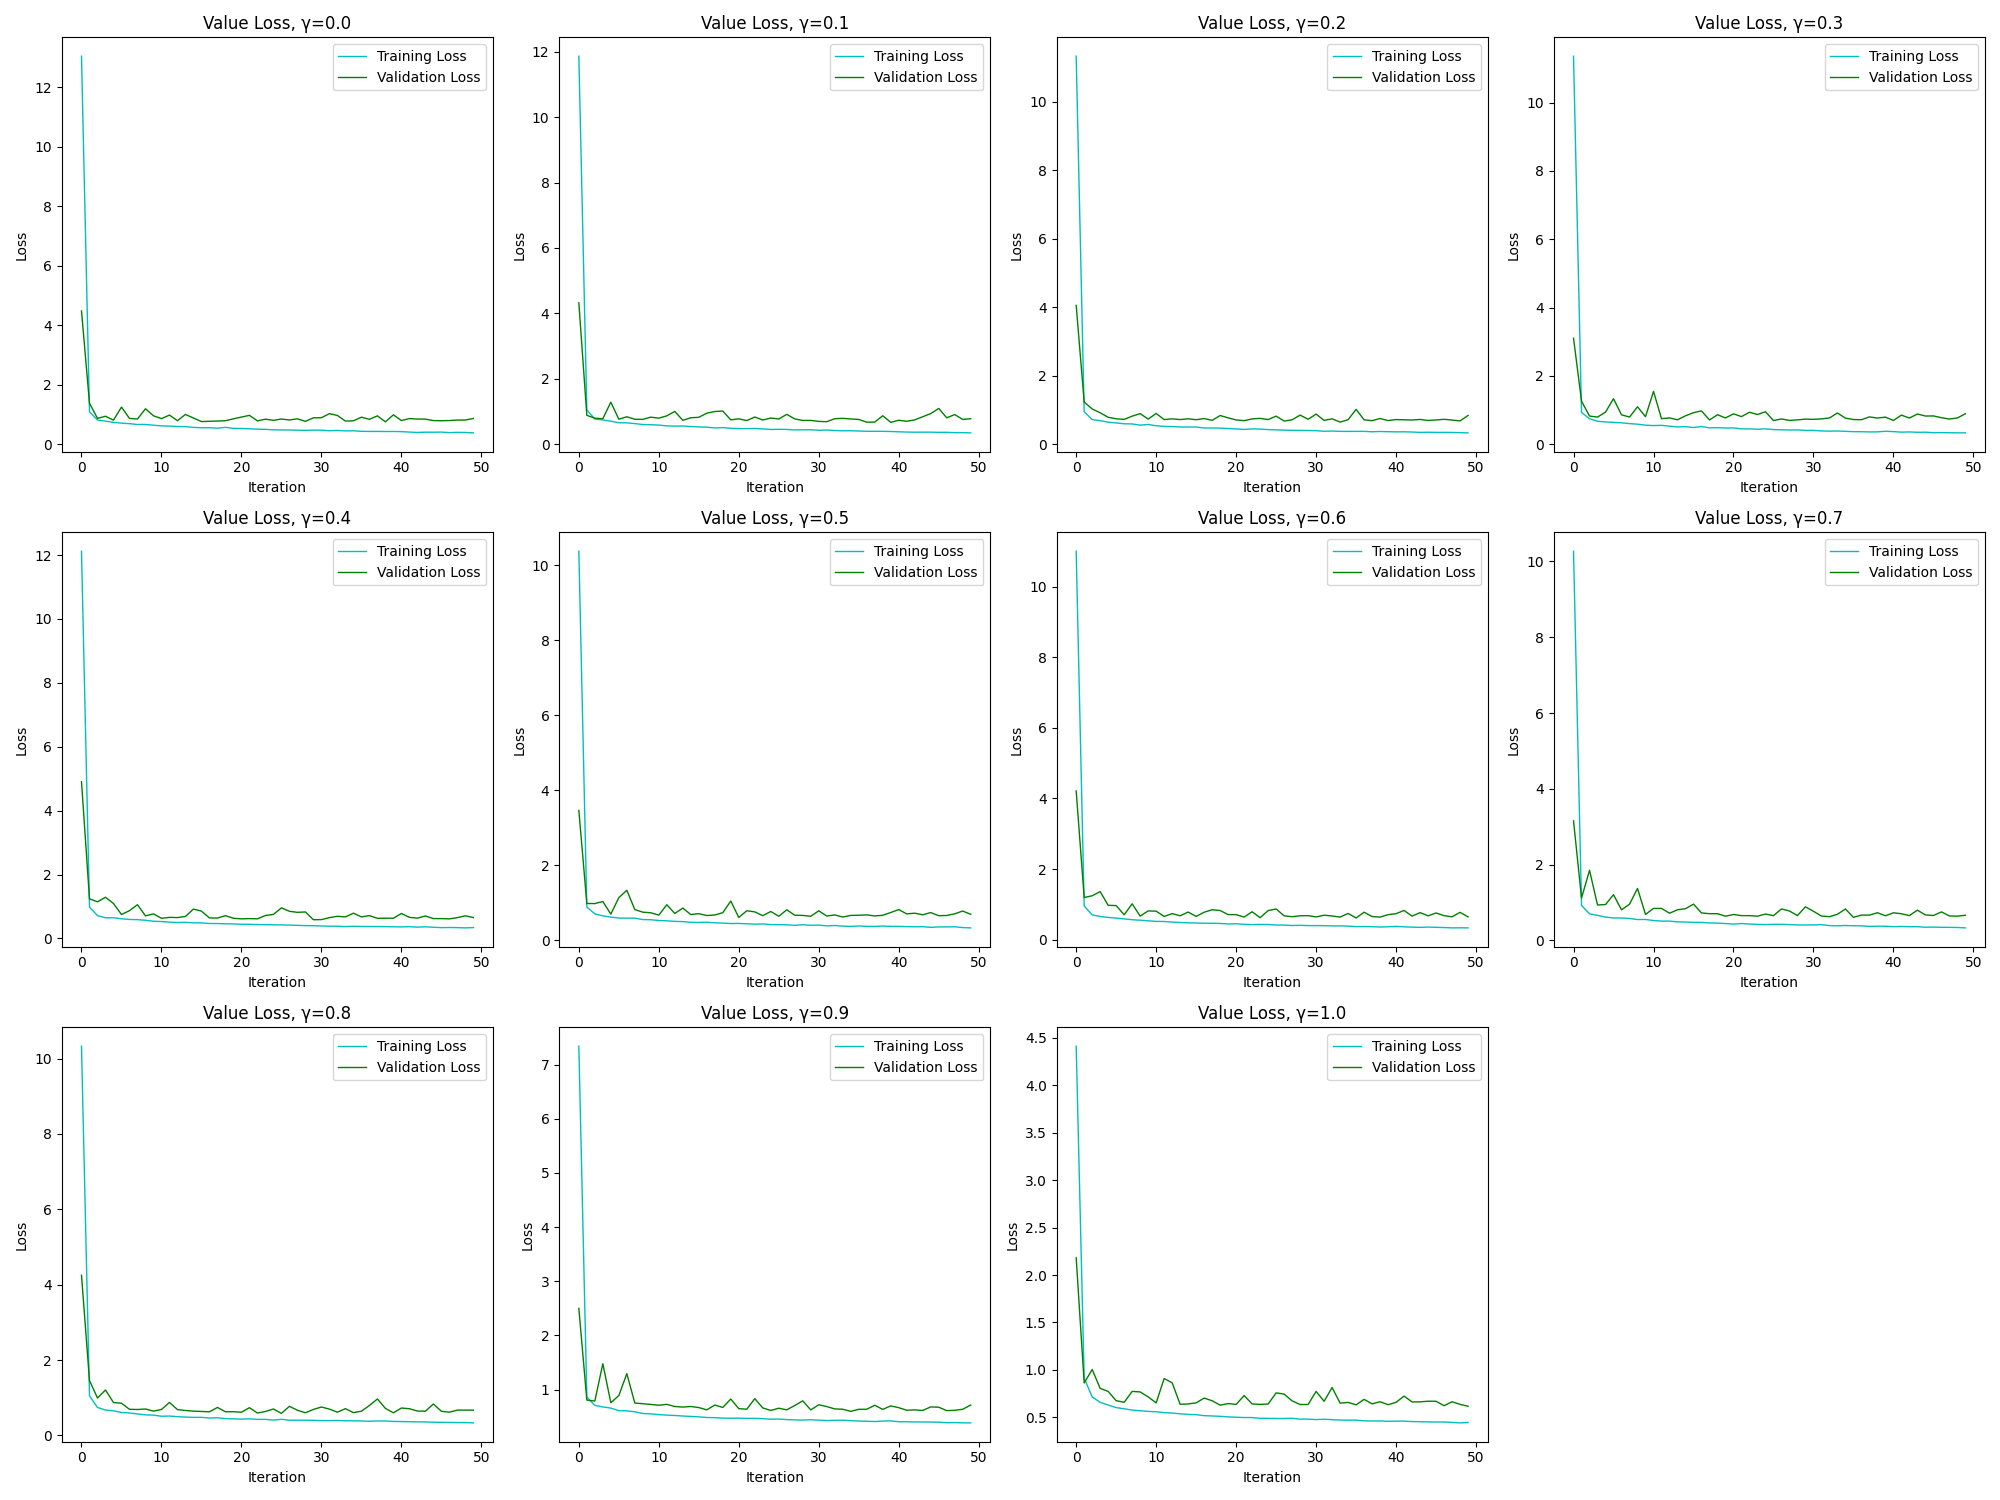 Value Loss, γ=0.0
Training Loss
Validation Loss
Loss
12
10
8
6
4
2
0
0 10 20 30 40 50
Iteration
Value Loss, γ=0.1
Training Loss
Validation Loss
Loss
12
10
8
6
4
2
0
0 10 20 30 40 50
Iteration
Value Loss, γ=0.2
Training Loss
Validation Loss
Loss
10
8
6
4
2
0
0 10 20 30 40 50
Iteration
Value Loss, γ=0.3
Training Loss
Validation Loss
Loss
10
8
6
4
2
0
0 10 20 30 40 50
Iteration
Value Loss, γ=0.4
Training Loss
Validation Loss
Loss
12
10
8
6
4
2
0
0 10 20 30 40 50
Iteration
Value Loss, γ=0.5
Training Loss
Validation Loss
Loss
10
8
6
4
2
0
0 10 20 30 40 50
Iteration
Value Loss, γ=0.6
Training Loss
Validation Loss
Loss
10
8
6
4
2
0
0 10 20 30 40 50
Iteration
Value Loss, γ=0.7
Training Loss
Validation Loss
Loss
10
8
6
4
2
0
0 10 20 30 40 50
Iteration
Value Loss, γ=0.8
Training Loss
Validation Loss
Loss
10
8
6
4
2
0
0 10 20 30 40 50
Iteration
Value Loss, γ=0.9
Training Loss
Validation Loss
Loss
7
6
5
4
3
2
1
0 10 20 30 40 50
Iteration
Value Loss, γ=1.0
Training Loss
Validation Loss
Loss
4.5
4.0
3.5
3.0
2.5
2.0
1.5
1.0
0.5
0 10 20 30 40 50
Iteration